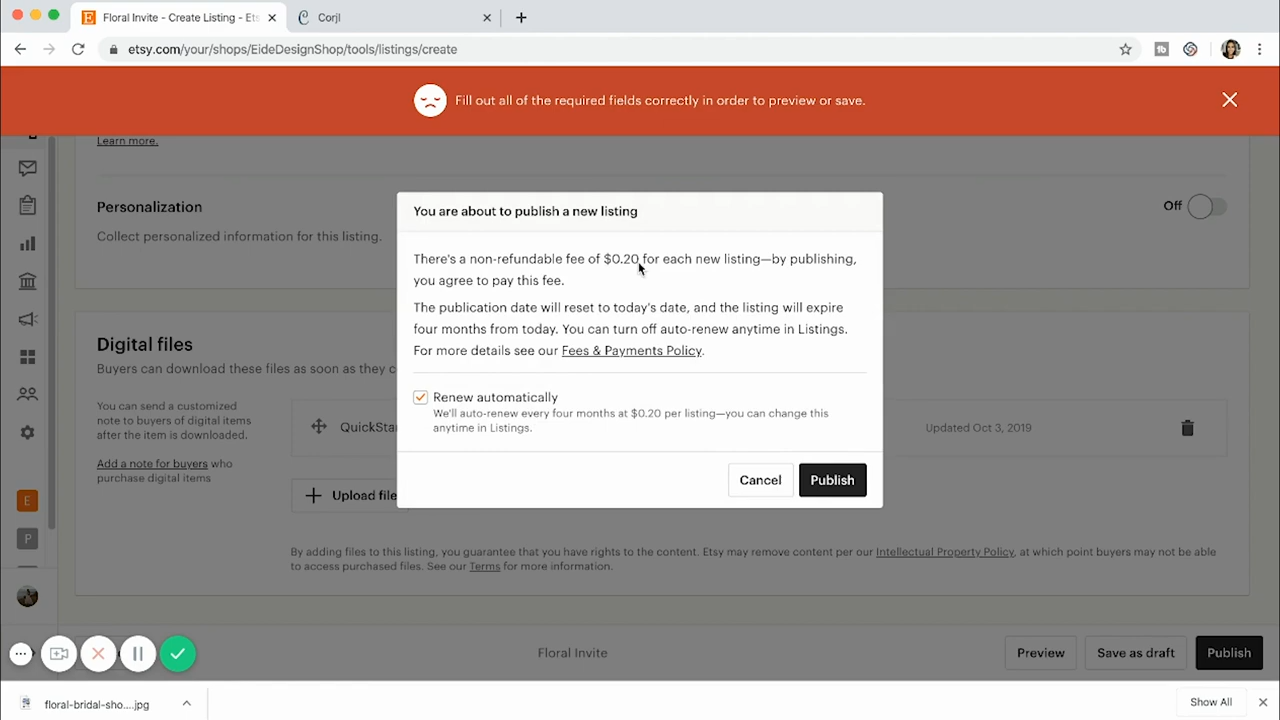 Floral Invite - Create Listing - Ets
Corjl
etsy.com/your/shops/EideDesignShop/tools/listings/create
Fill out all of the required fields correctly in order to preview or save.
Learn more.
Personalization
Off
Collect personalized information for this listing.
You are about to publish a new listing
There's a non-refundable fee of $0.20 for each new listing—by publishing,
you agree to pay this fee.
The publication date will reset to today's date, and the listing will expire
four months from today. You can turn off auto-renew anytime in Listings.
For more details see our Fees & Payments Policy.
Renew automatically
We'll auto-renew every four months at $0.20 per listing—you can change this
anytime in Listings.
Cancel
Publish
Digital files
Buyers can download these files as soon as they c
You can send a customized
note to buyers of digital items
after the item is downloaded.
Add a note for buyers who
purchase digital items
QuickSta
Updated Oct 3, 2019
Upload file
By adding files to this listing, you guarantee that you have rights to the content. Etsy may remove content per our Intellectual Property Policy, at which point buyers may not be able
to access purchased files. See our Terms for more information.
E
P
Floral Invite
Preview
Save as draft
Publish
floral-bridal-sho....jpg
Show All